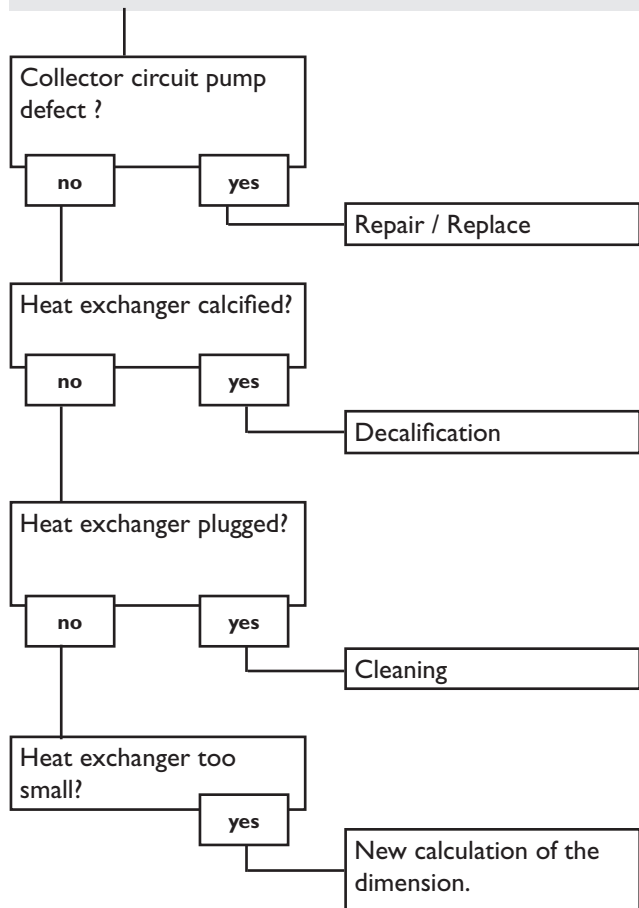 Collector circuit pump
defect ?
no
yes
Repair / Replace
Heat exchanger calcified?
no
yes
Decalification
Heat exchanger plugged?
no
yes
Cleaning
Heat exchanger too
small?
yes
New calculation of the
dimension.